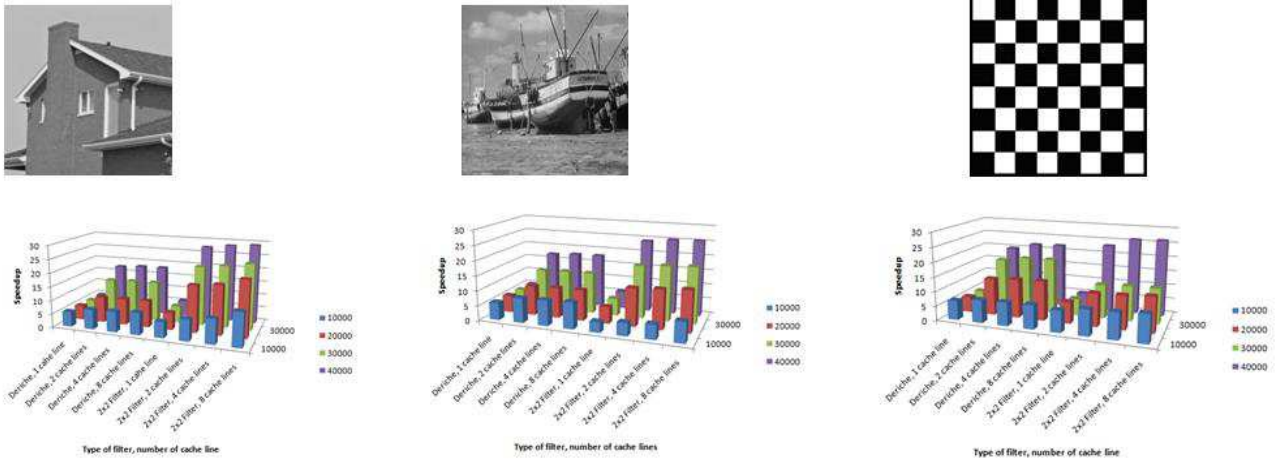 30
25
20
15
10
5
0
Speedup
Deriche, 1 cahe line
Deriche, 2 cache lines
Deriche, 4 cache lines
Deriche, 8 cache lines
2x2 Filter, 1 cache line
2x2 Filter, 2 cache lines
2x2 Filter, 4 cache lines
2x2 Filter, 8 cache lines
30000
10000
10000
20000
30000
40000
Type of filter, number of cache line
30
25
20
15
10
5
0
Speedup
Deriche, 1 cache line
Deriche, 2 cache lines
Deriche, 4 cache lines
Deriche, 8 cache lines
2x2 Filter, 1 cache line
2x2 Filter, 2 cache lines
2x2 Filter, 4 cache lines
2x2 Filter, 8 cache lines
30000
10000
10000
20000
30000
40000
Type of filter, number of cache lines
30
25
20
15
10
5
0
Speedup
Deriche, 1 cache line
Deriche, 2 cache lines
Deriche, 4 cache lines
Deriche, 8 cache lines
2x2 Filter, 1 cache line
2x2 Filter, 2 cache lines
2x2 Filter, 4 cache lines
2x2 Filter, 8 cache lines
30000
10000
10000
20000
30000
40000
Type of filter, number of cache line